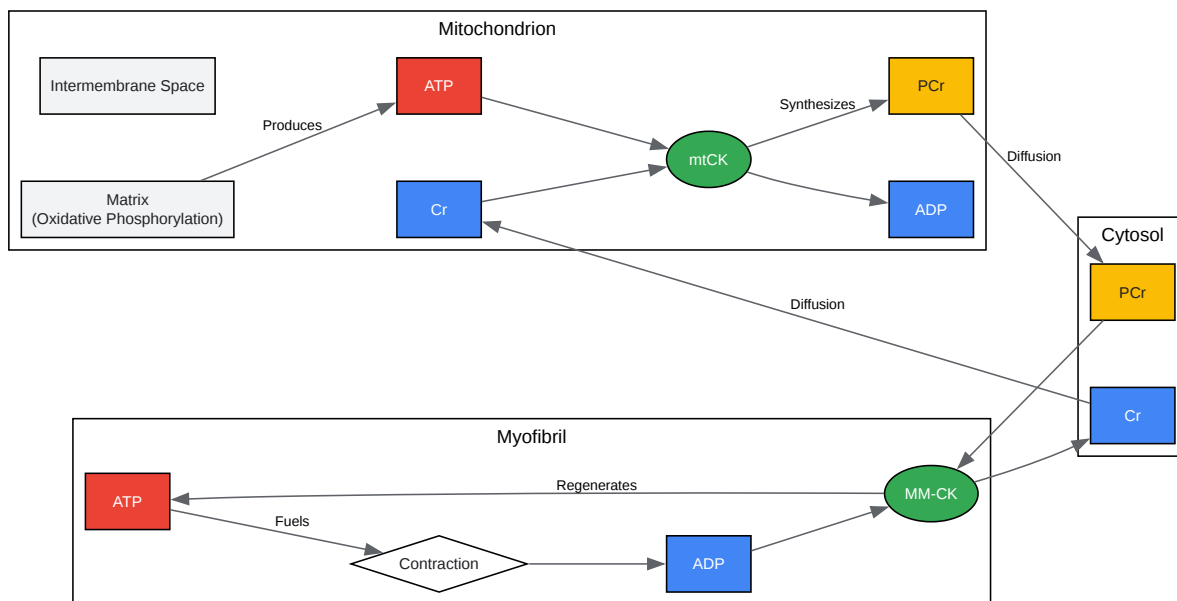 Mitochondrion
Intermembrane Space
ATP
PCr
Produces
Synthesizes
mtCK
Diffusion
Matrix
(Oxidative Phosphorylation)
Cr
ADP
Cytosol
PCr
Diffusion
Cr
Myofibril
ATP
Regenerates
MM-CK
Fuels
Contraction
ADP